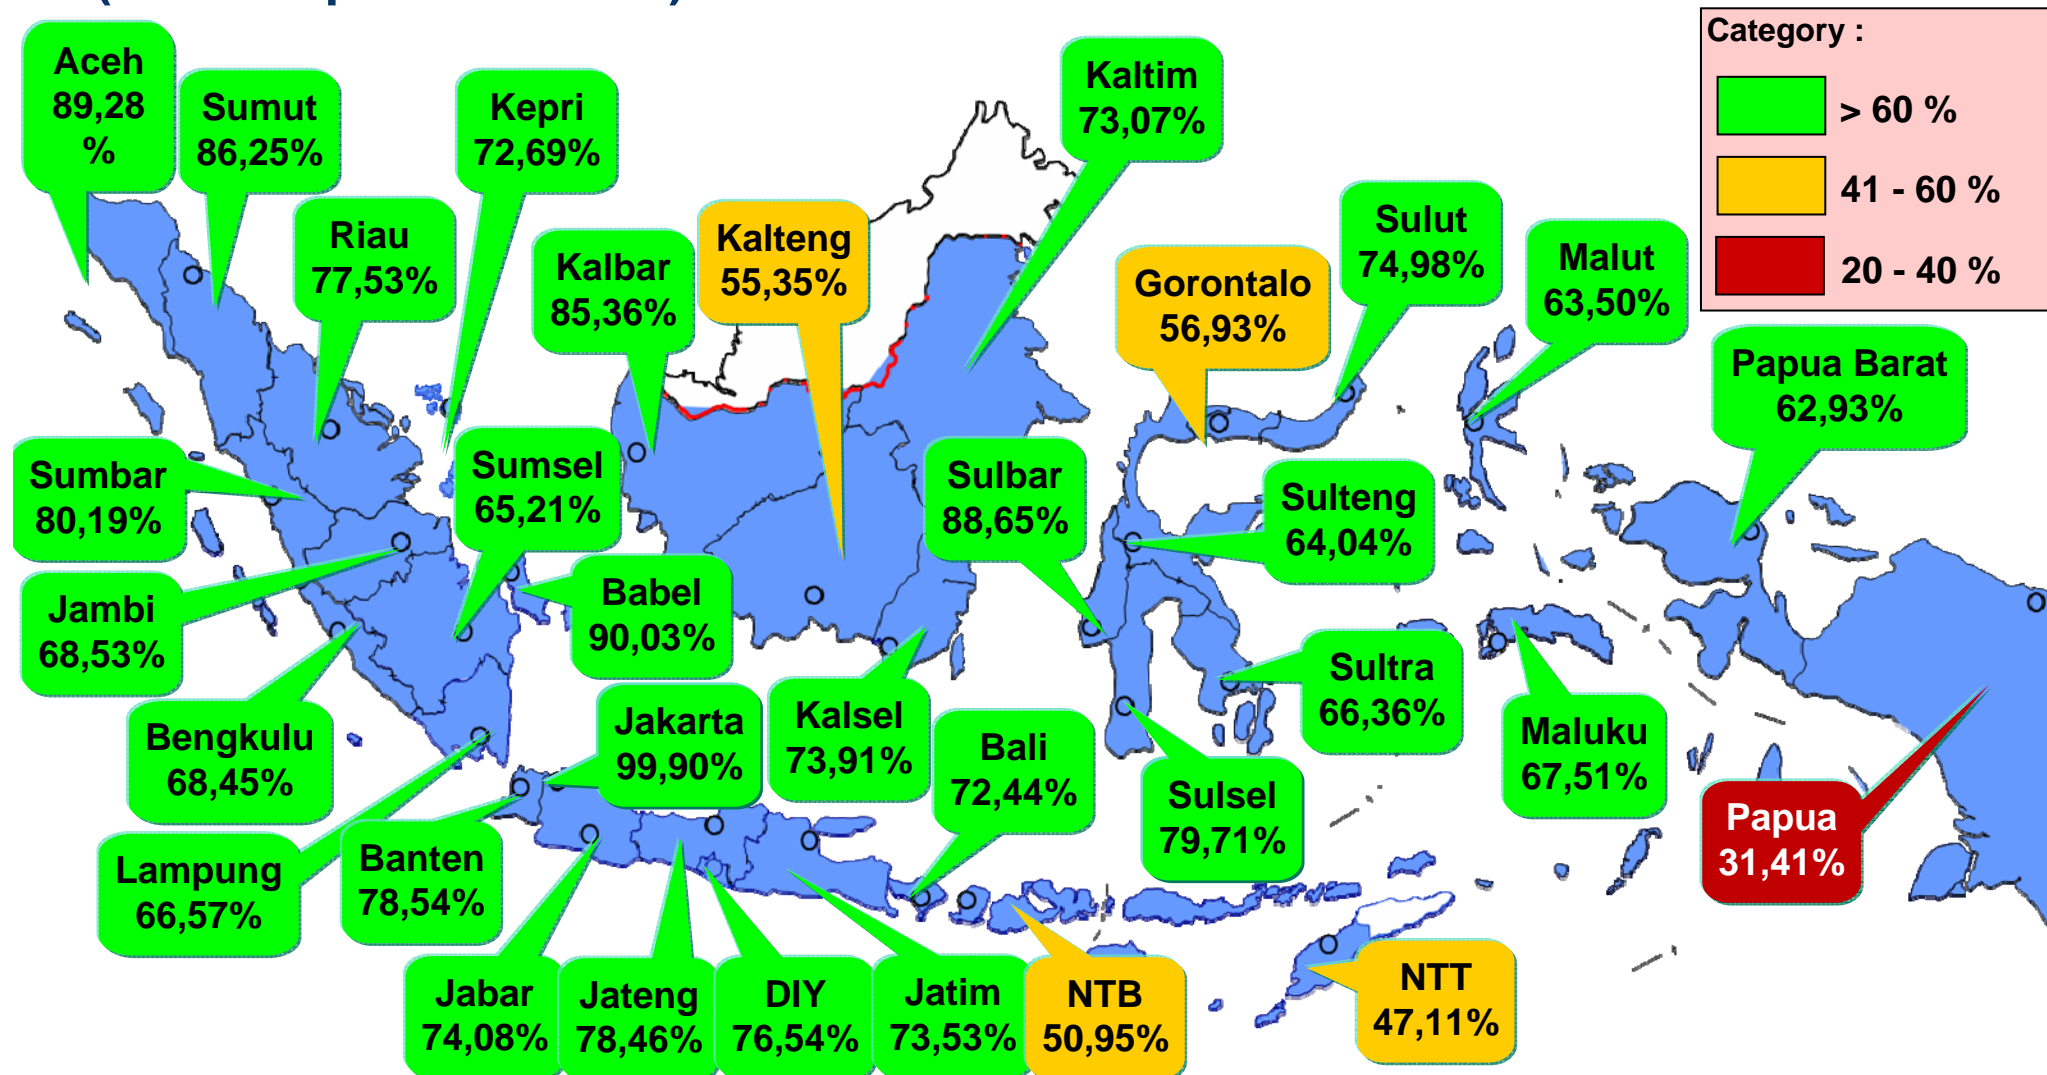 Category :
> 60 %
41 - 60 %
20 - 40 %
Aceh
89,28
%
Sumut
86,25%
Kepri
72,69%
Kaltim
73,07%
Riau
77,53%
Kalbar
85,36%
Kalteng
55,35%
Gorontalo
56,93%
Sulut
74,98%
Malut
63,50%
Papua Barat
62,93%
Sumbar
80,19%
Sumsel
65,21%
Sulbar
88,65%
Sulteng
64,04%
Jambi
68,53%
Babel
90,03%
Sultra
66,36%
Bengkulu
68,45%
Jakarta
99,90%
Kalsel
73,91%
Bali
72,44%
Sulsel
79,71%
Maluku
67,51%
Papua
31,41%
Lampung
66,57%
Banten
78,54%
Jabar
74,08%
Jateng
78,46%
DIY
76,54%
Jatim
73,53%
NTB
50,95%
NTT
47,11%